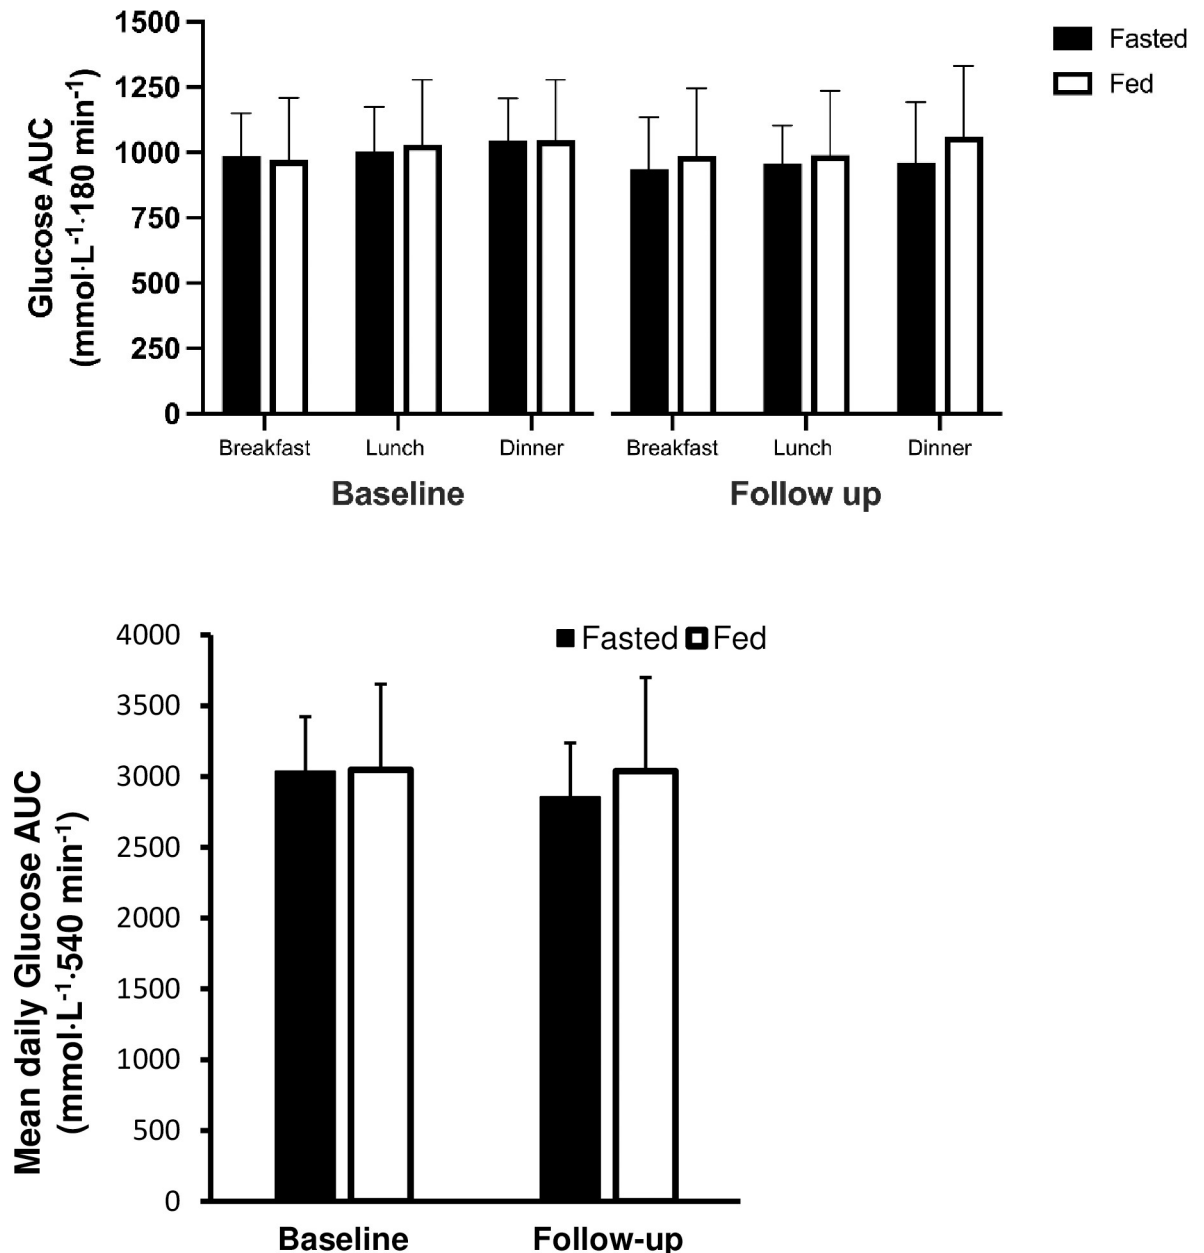 1500
1250
1000
750
500
250
0
Glucose AUC
(mmol·L⁻¹·180 min⁻¹)
Fasted
Fed
Breakfast Lunch Dinner Breakfast Lunch Dinner
Baseline Follow up
4000
3500
3000
2500
2000
1500
1000
500
0
Mean daily Glucose AUC
(mmol·L⁻¹·540 min⁻¹)
Fasted Fed
Baseline Follow-up